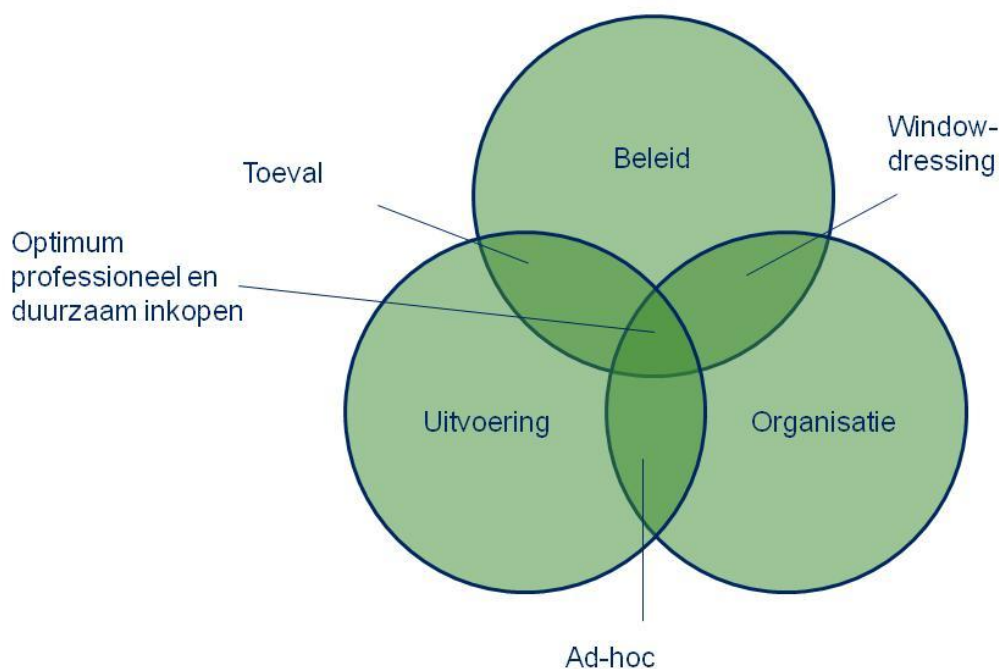 Beleid
Window-
dressing
Toeval
Optimum
professioneel en
duurzaam inkopen
Uitvoering
Organisatie
Ad-hoc